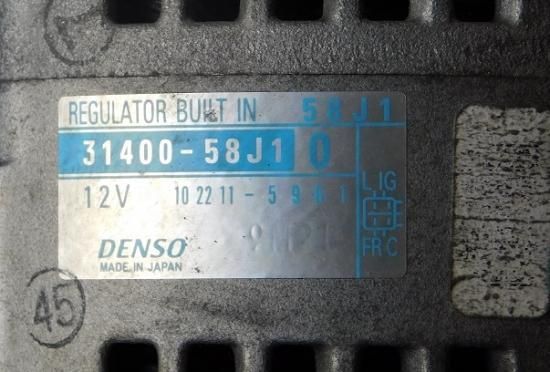 REGULATOR BUILT IN 58J1
31400-58J1 0
12V 102211-5961
L IG
DENSO
FR C
MADE IN JAPAN
45